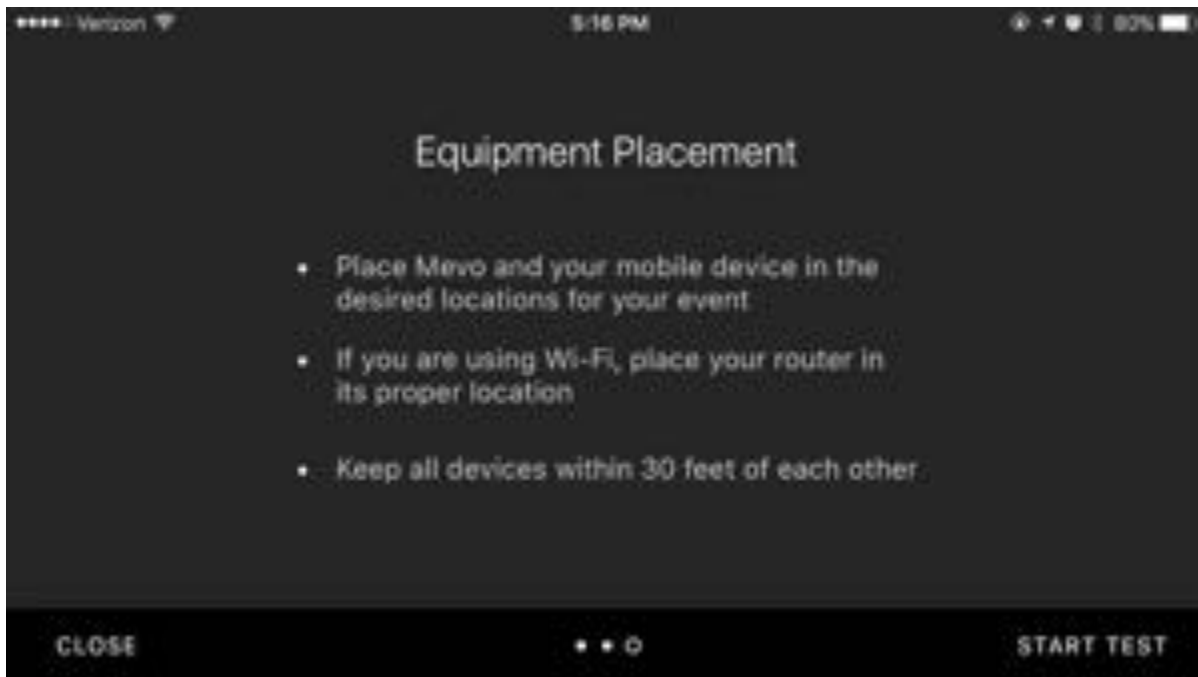 Verizon 5:16 PM 80%
Equipment Placement
Place Mevo and your mobile device in the
desired locations for your event
If you are using Wi-Fi, place your router in
its proper location
Keep all devices within 30 feet of each other
CLOSE START TEST